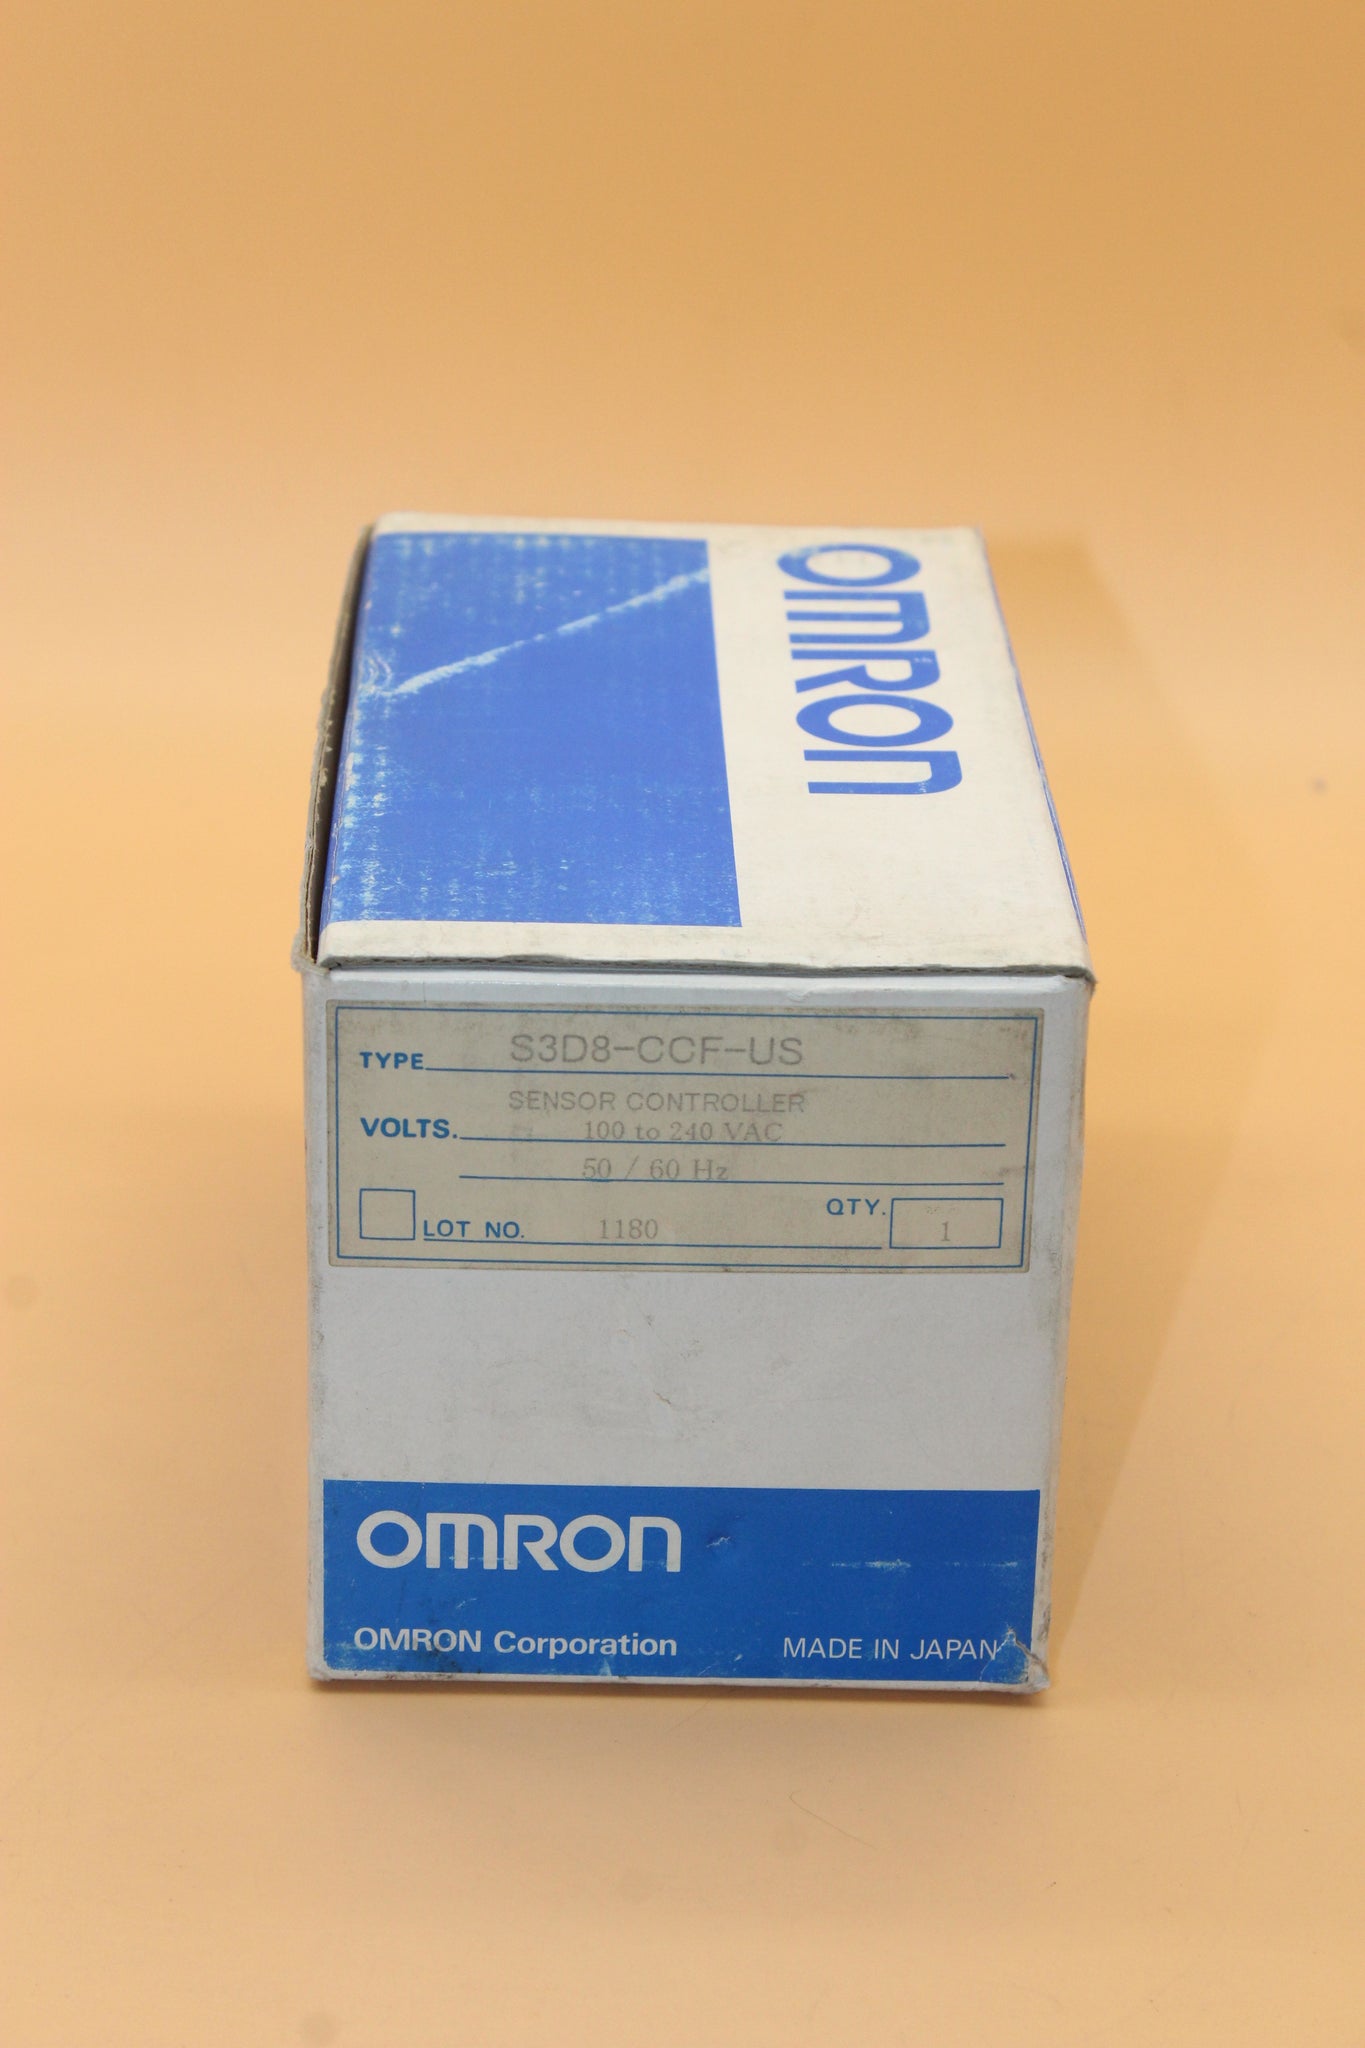 OMRON
TYPE S3D8-CCF-US
SENSOR CONTROLLER
VOLTS. 100 to 240 VAC
50 / 60 Hz
QTY. 1
LOT NO. 1180
OMRON
OMRON Corporation MADE IN JAPAN